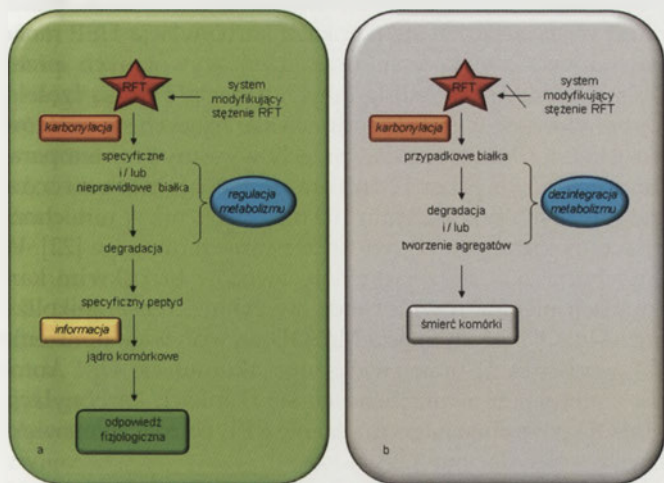 RFT
system
modyfikujący
stężenie RFT
karbonylacja
specyficzne
i / lub
nieprawidłowe białka
regulacja
metabolizmu
degradacja
specyficzny peptyd
informacja
jądro komórkowe
odpowiedź
fizjologiczna
a
RFT
system
modyfikujący
stężenie RFT
karbonylacja
przypadkowe białka
degradacja
i / lub
tworzenie agregatów
dezintegracja
metabolizmu
śmierć komórki
b